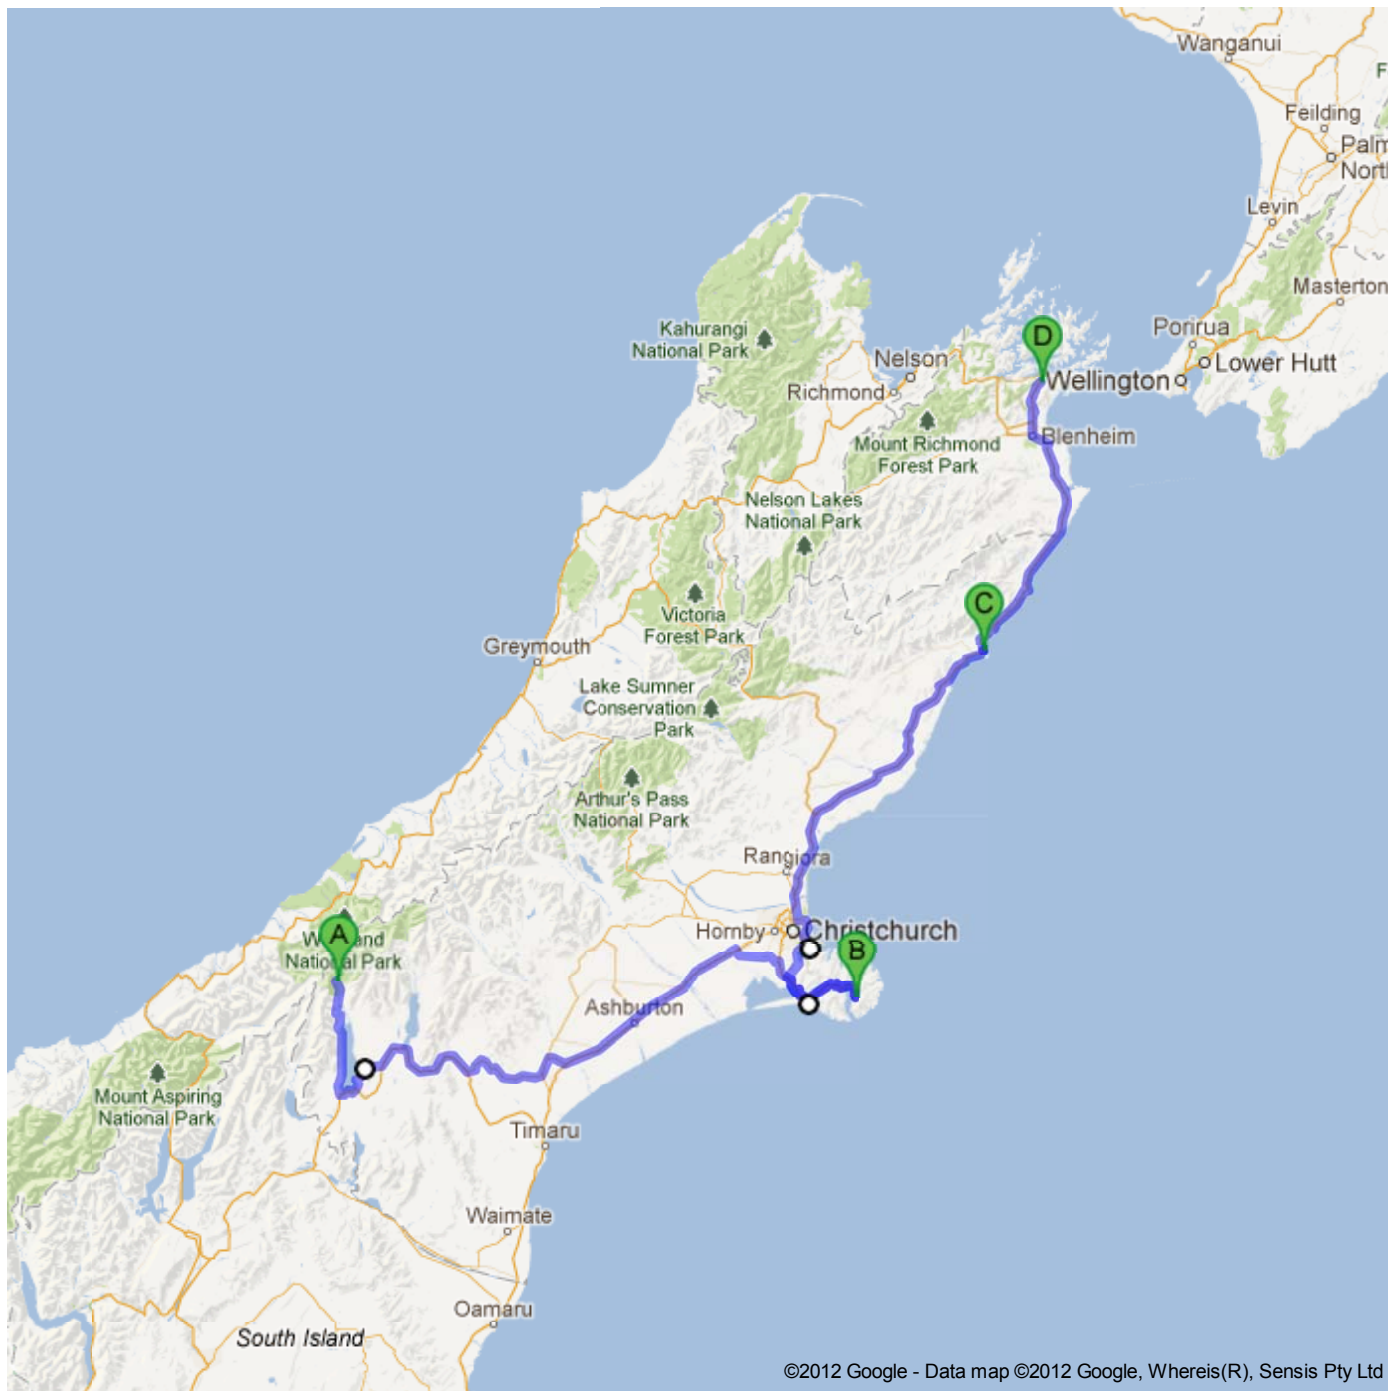 Wanganui
F
Feilding
Palm
North
Levin
Masterton
Kahurangi
National Park
Porirua
D
Nelson
Lower Hutt
Richmond
Wellington
Blenheim
Mount Richmond
Forest Park
Nelson Lakes
National Park
C
Victoria
Forest Park
Greymouth
Lake Sumner
Conservation
Park
Arthur's Pass
National Park
Rangiora
A
Hornby
Christchurch
B
National Park
Ashburton
Mount Aspiring
National Park
Timaru
Waimate
Oamaru
South Island
©2012 Google - Data map ©2012 Google, Whereis(R), Sensis Pty Ltd